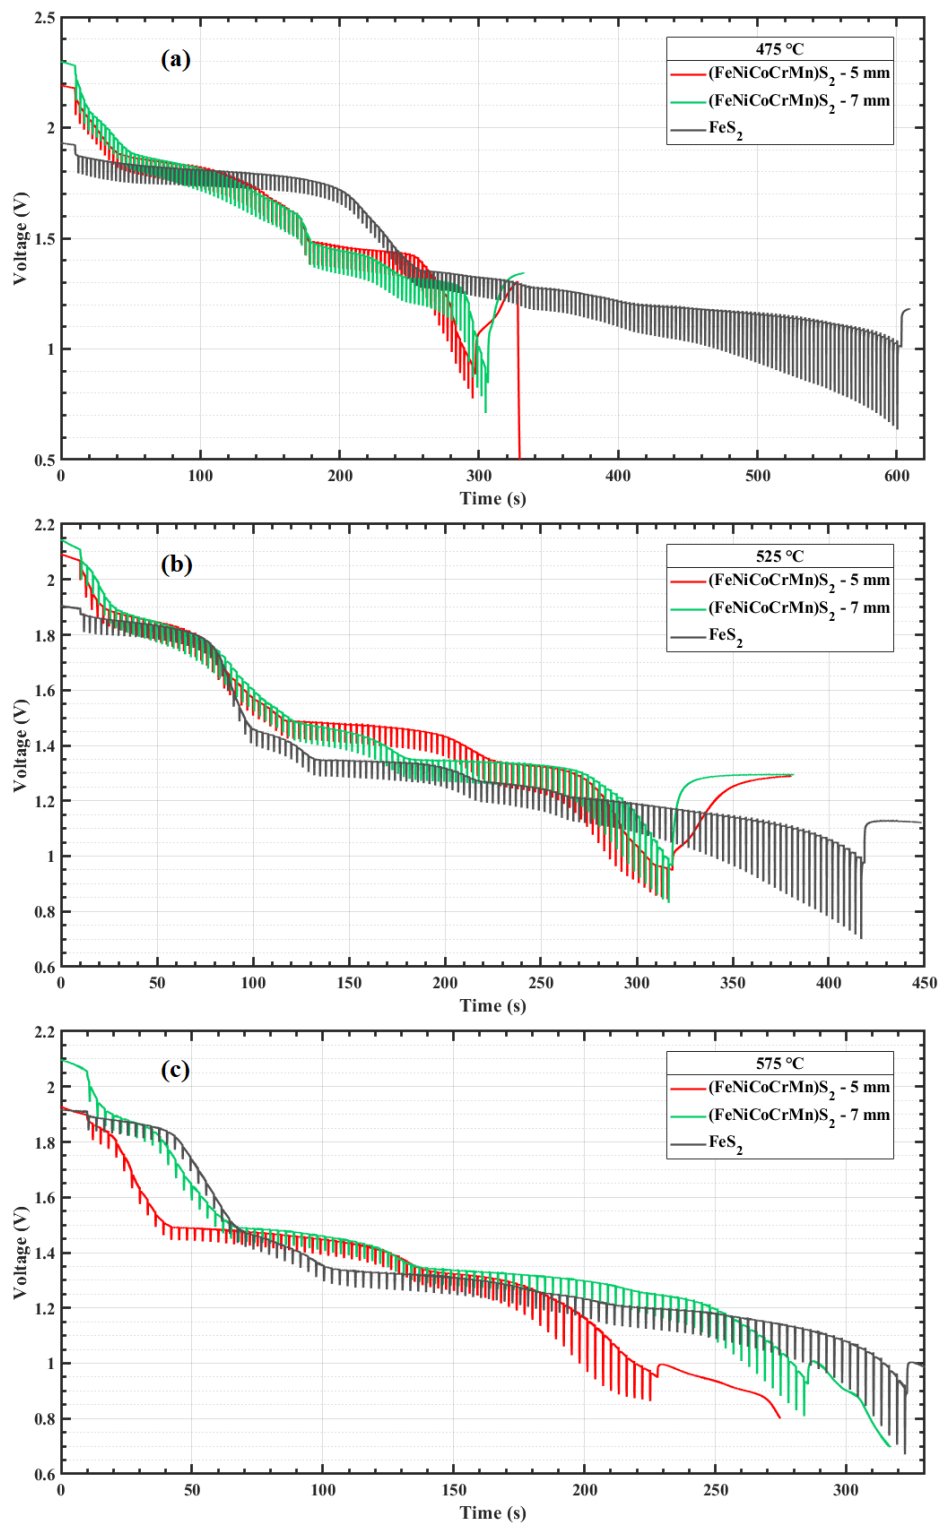 (a)
475 °C
(FeNiCoCrMn)S2 - 5 mm
(FeNiCoCrMn)S2 - 7 mm
FeS2
Voltage (V)
2.5
2
1.5
1
0.5
0 100 200 300 400 500 600
Time (s)
(b)
525 °C
(FeNiCoCrMn)S2 - 5 mm
(FeNiCoCrMn)S2 - 7 mm
FeS2
Voltage (V)
2.2
2
1.8
1.6
1.4
1.2
1
0.8
0.6
0 50 100 150 200 250 300 350 400 450
Time (s)
(c)
575 °C
(FeNiCoCrMn)S2 - 5 mm
(FeNiCoCrMn)S2 - 7 mm
FeS2
Voltage (V)
2.2
2
1.8
1.6
1.4
1.2
1
0.8
0.6
0 50 100 150 200 250 300
Time (s)